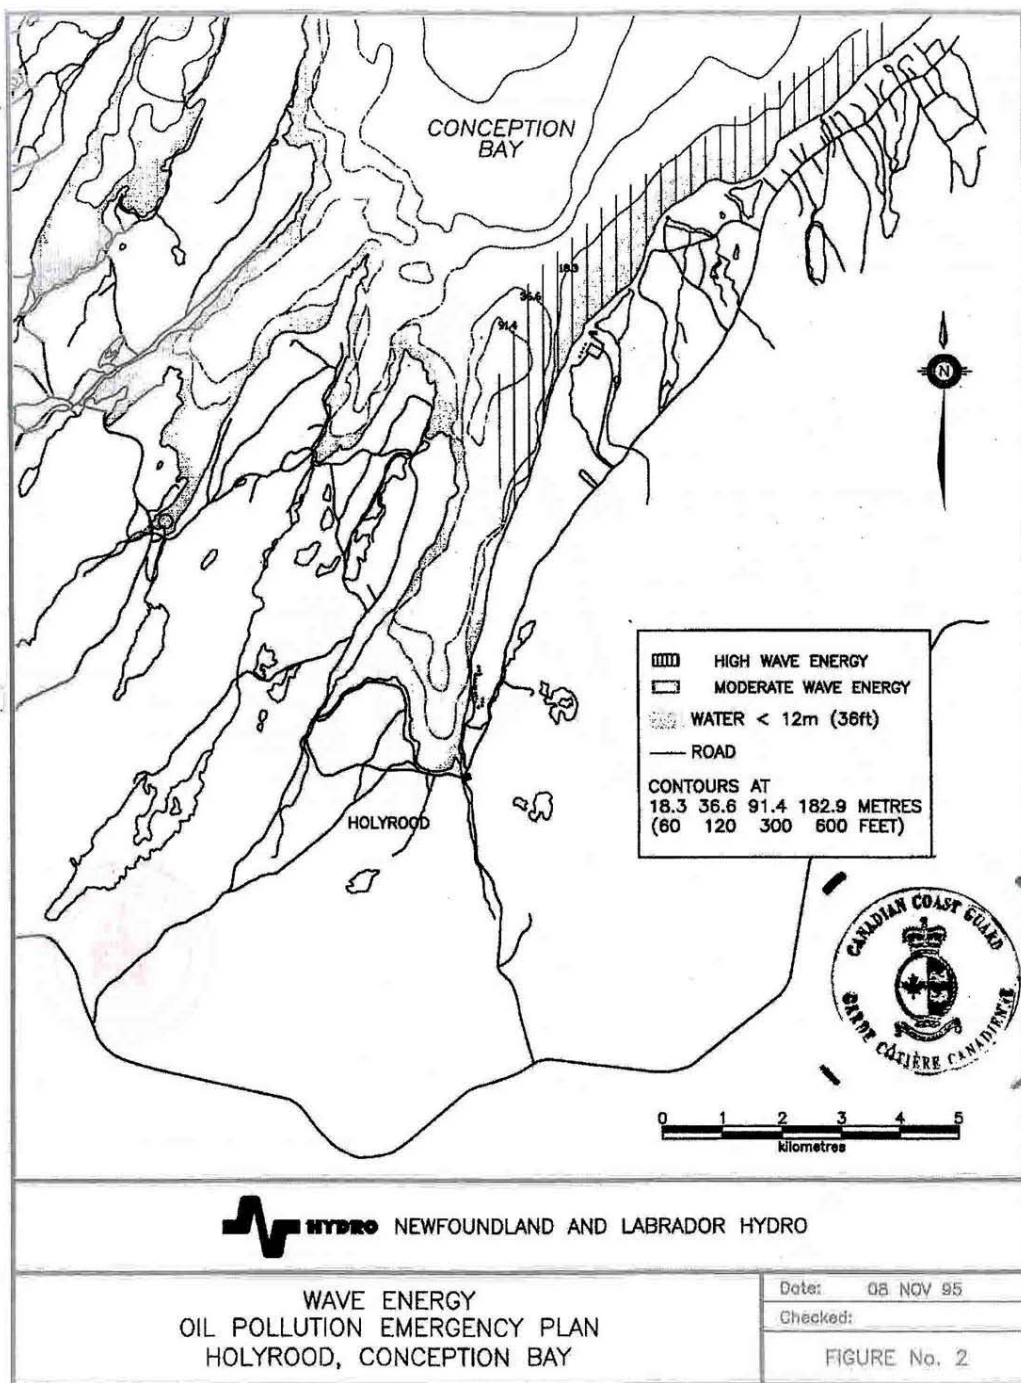 CONCEPTION
BAY
18.3
36.6
91.4
HIGH WAVE ENERGY
MODERATE WAVE ENERGY
WATER < 12m (36ft)
ROAD
CONTOURS AT
18.3 36.6 91.4 182.9 METRES
(60 120 300 600 FEET)
HOLYROOD
N
CANADIAN COAST GUARD
GARDE CÔTIÈRE CANADIENNE
0 1 2 3 4 5
kilometres
HYDRO NEWFOUNDLAND AND LABRADOR HYDRO
WAVE ENERGY
OIL POLLUTION EMERGENCY PLAN
HOLYROOD, CONCEPTION BAY
Date: 08 NOV 95
Checked:
FIGURE No. 2